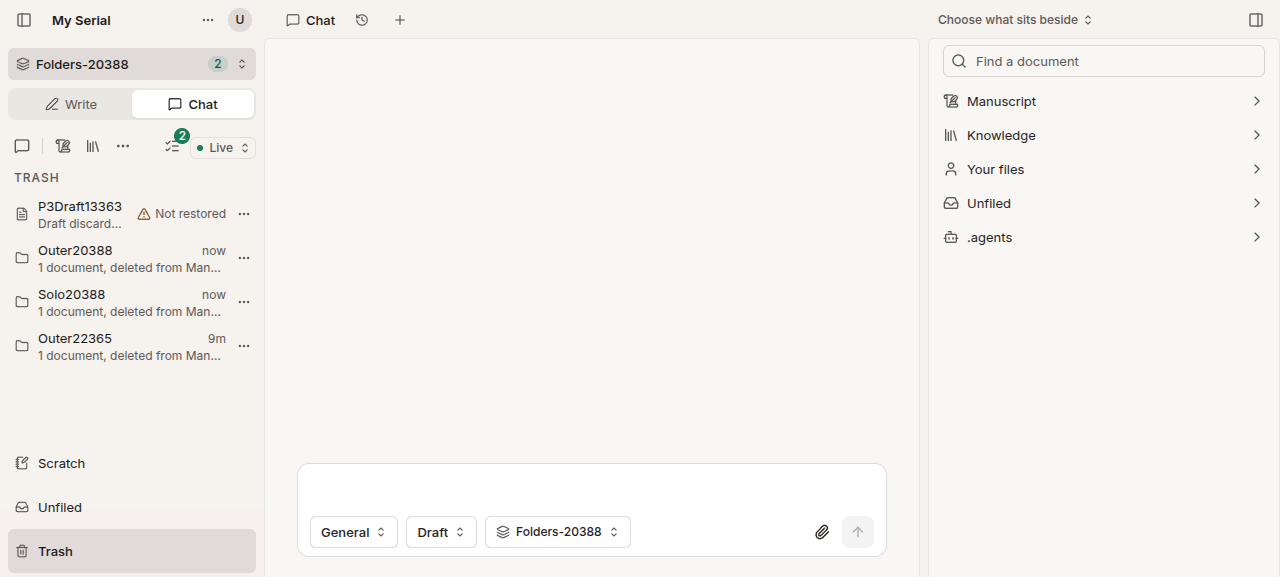 My Serial
U
Chat
Choose what sits beside
Folders-20388
2
Write
Chat
2
Live
TRASH
P3Draft13363
Draft discard...
Not restored
Outer20388
now
1 document, deleted from Man...
Solo20388
now
1 document, deleted from Man...
Outer22365
9m
1 document, deleted from Man...
Scratch
Unfiled
Trash
General
Draft
Folders-20388
Find a document
Manuscript
Knowledge
Your files
Unfiled
.agents